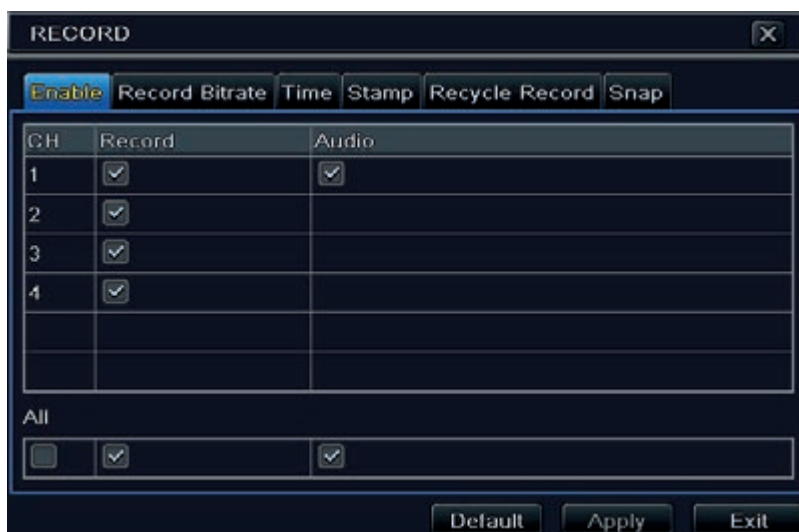 RECORD
Enable Record Bitrate Time Stamp Recycle Record Snap
CH Record Audio
1
2
3
4
All
Default Apply Exit